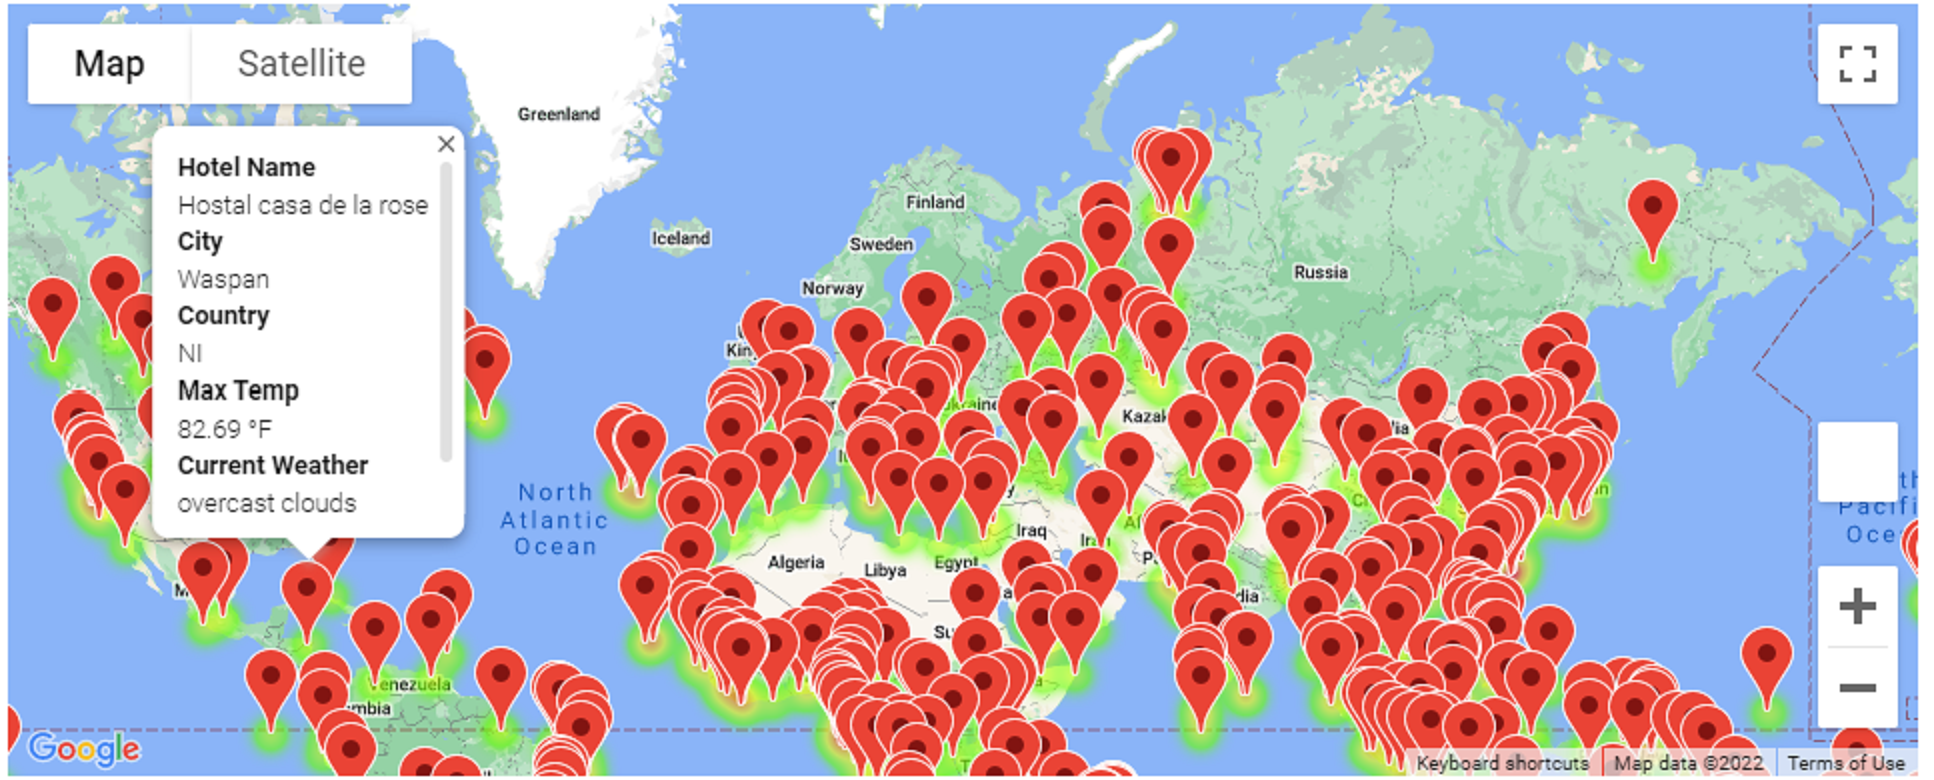 Map
Satellite
Greenland
Hotel Name
Hostal casa de la rose
City
Waspan
Country
NI
Max Temp
82.69 °F
Current Weather
overcast clouds
Finland
Iceland
Sweden
Russia
Norway
Kin
ukraine
Kazak
North
Atlantic
Ocean
Iraq
Iran
Af
Algeria
Libya
Egypt
dia
Su
M
Pacific
Oce
Venezuela
mbia
Google
Keyboard shortcuts
Map data ©2022
Terms of Use